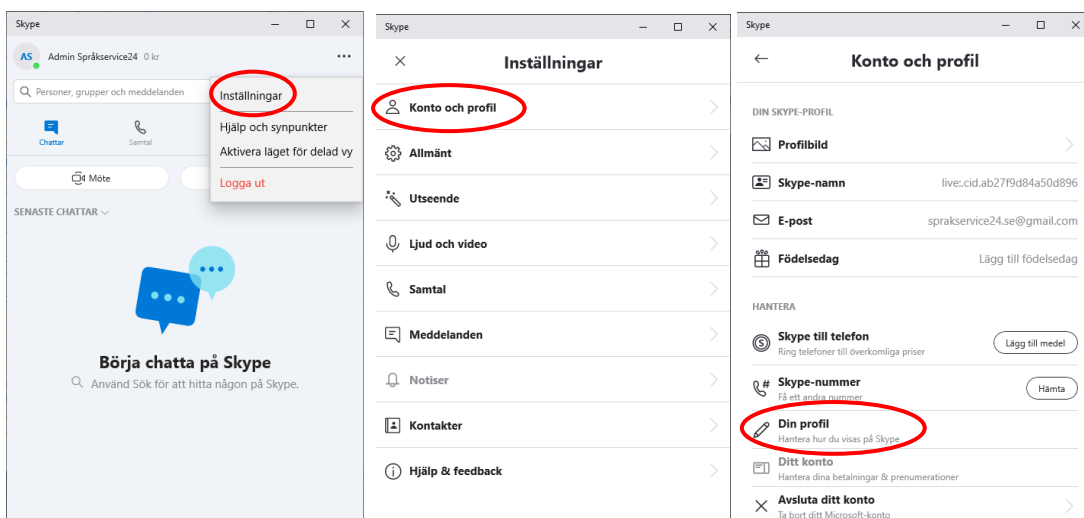 Skype
AS Admin Språkservice24 0 kr
Personer, grupper och meddelanden
Inställningar
Hjälp och synpunkter
Aktivera läget för delad vy
Logga ut
Chattar
Samtal
Möte
SENASTE CHATTAR
Börja chatta på Skype
Använd Sök för att hitta någon på Skype.
Skype
Inställningar
Konto och profil
Allmänt
Utseende
Ljud och video
Samtal
Meddelanden
Notiser
Kontakter
Hjälp & feedback
Skype
Konto och profil
DIN SKYPE-PROFIL
Profilbild
Skype-namn live:.cid.ab27f9d84a50d896
E-post sprakservice24.se@gmail.com
Födelsedag Lägg till födelsedag
HANTERA
Skype till telefon
Ring telefoner till överkomliga priser
Lägg till medel
Skype-nummer
Få ett andra nummer
Hämta
Din profil
Hantera hur du visas på Skype
Ditt konto
Hantera dina betalningar & prenumerationer
Avsluta ditt konto
Ta bort ditt Microsoft-konto